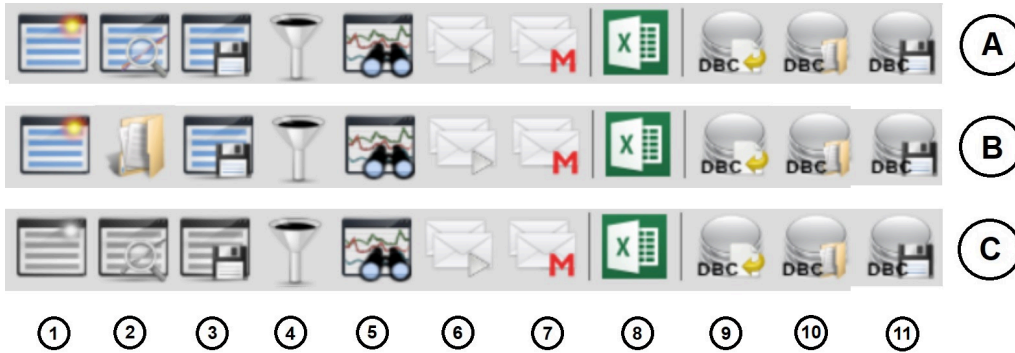 M X DBC DBC DBC A
M X DBC DBC DBC B
M X DBC DBC DBC C
1 2 3 4 5 6 7 8 9 10 11